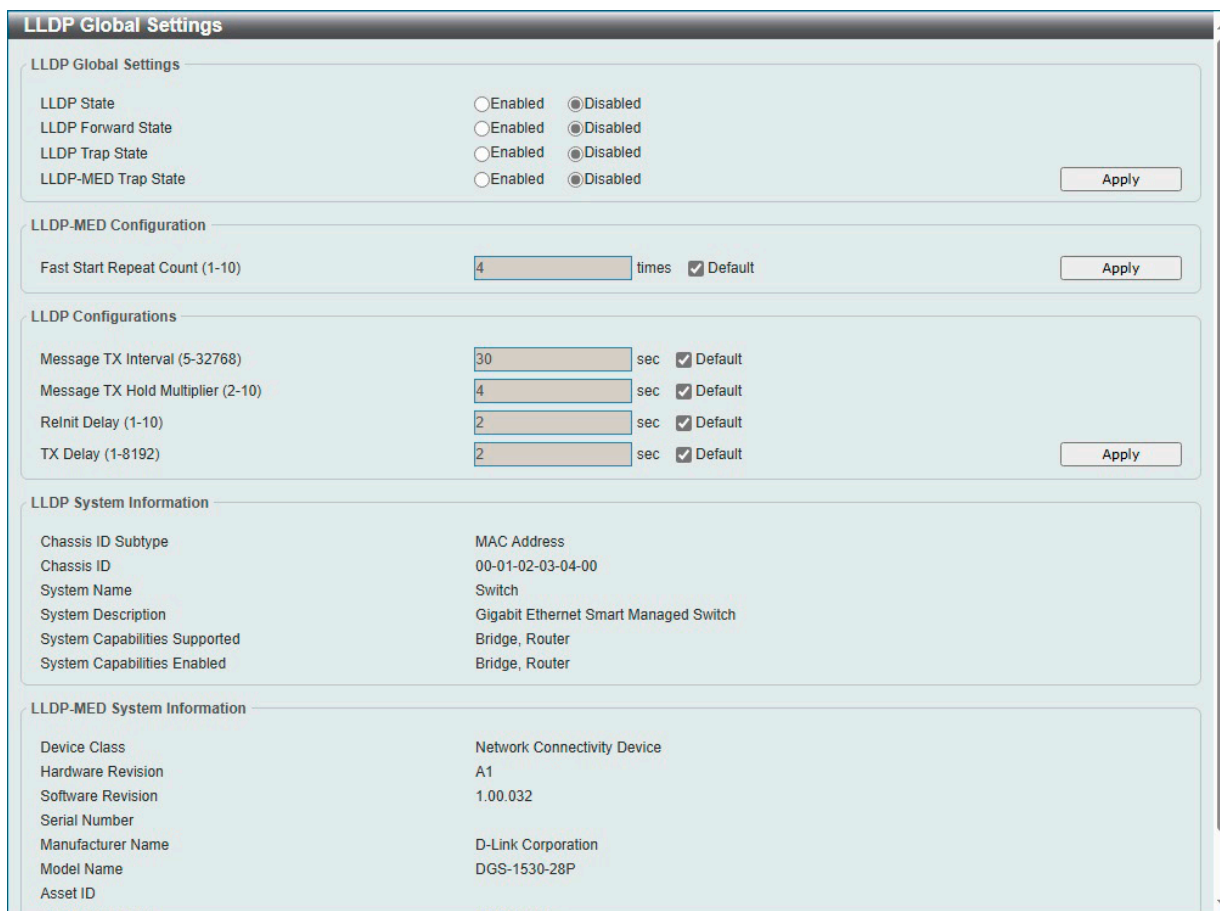 LLDP Global Settings
LLDP Global Settings
LLDP State Enabled Disabled
LLDP Forward State Enabled Disabled
LLDP Trap State Enabled Disabled
LLDP-MED Trap State Enabled Disabled Apply
LLDP-MED Configuration
Fast Start Repeat Count (1-10) 4 times Default Apply
LLDP Configurations
Message TX Interval (5-32768) 30 sec Default
Message TX Hold Multiplier (2-10) 4 sec Default
ReInit Delay (1-10) 2 sec Default
TX Delay (1-8192) 2 sec Default Apply
LLDP System Information
Chassis ID Subtype MAC Address
Chassis ID 00-01-02-03-04-00
System Name Switch
System Description Gigabit Ethernet Smart Managed Switch
System Capabilities Supported Bridge, Router
System Capabilities Enabled Bridge, Router
LLDP-MED System Information
Device Class Network Connectivity Device
Hardware Revision A1
Software Revision 1.00.032
Serial Number
Manufacturer Name D-Link Corporation
Model Name DGS-1530-28P
Asset ID